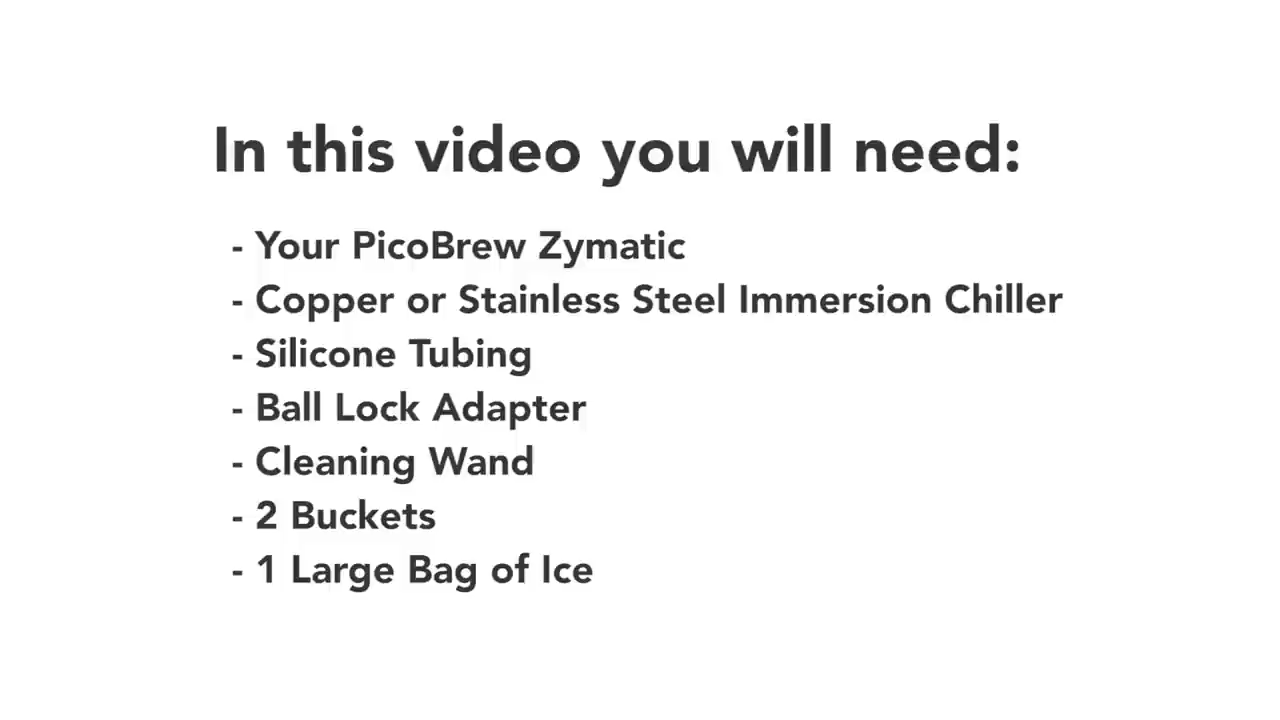 In this video you will need:
- Your PicoBrew Zymatic
- Copper or Stainless Steel Immersion Chiller
- Silicone Tubing
- Ball Lock Adapter
- Cleaning Wand
- 2 Buckets
- 1 Large Bag of Ice